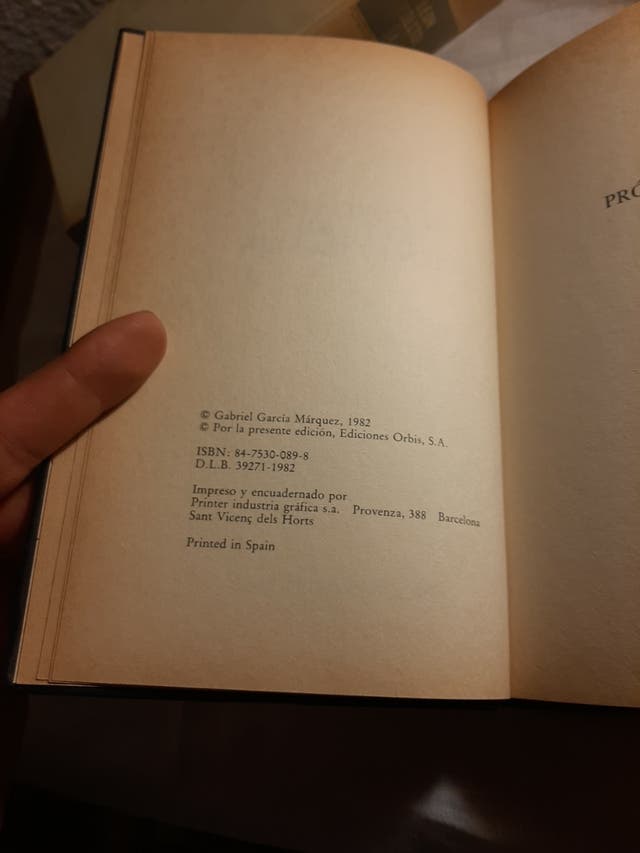 © Gabriel García Márquez, 1982
© Por la presente edición, Ediciones Orbis, S.A.
ISBN: 84-7530-089-8
D.L.B. 39271-1982
Impreso y encuadernado por
Printer industria gráfica s.a. Provenza, 388 Barcelona
Sant Vicenç dels Horts
Printed in Spain